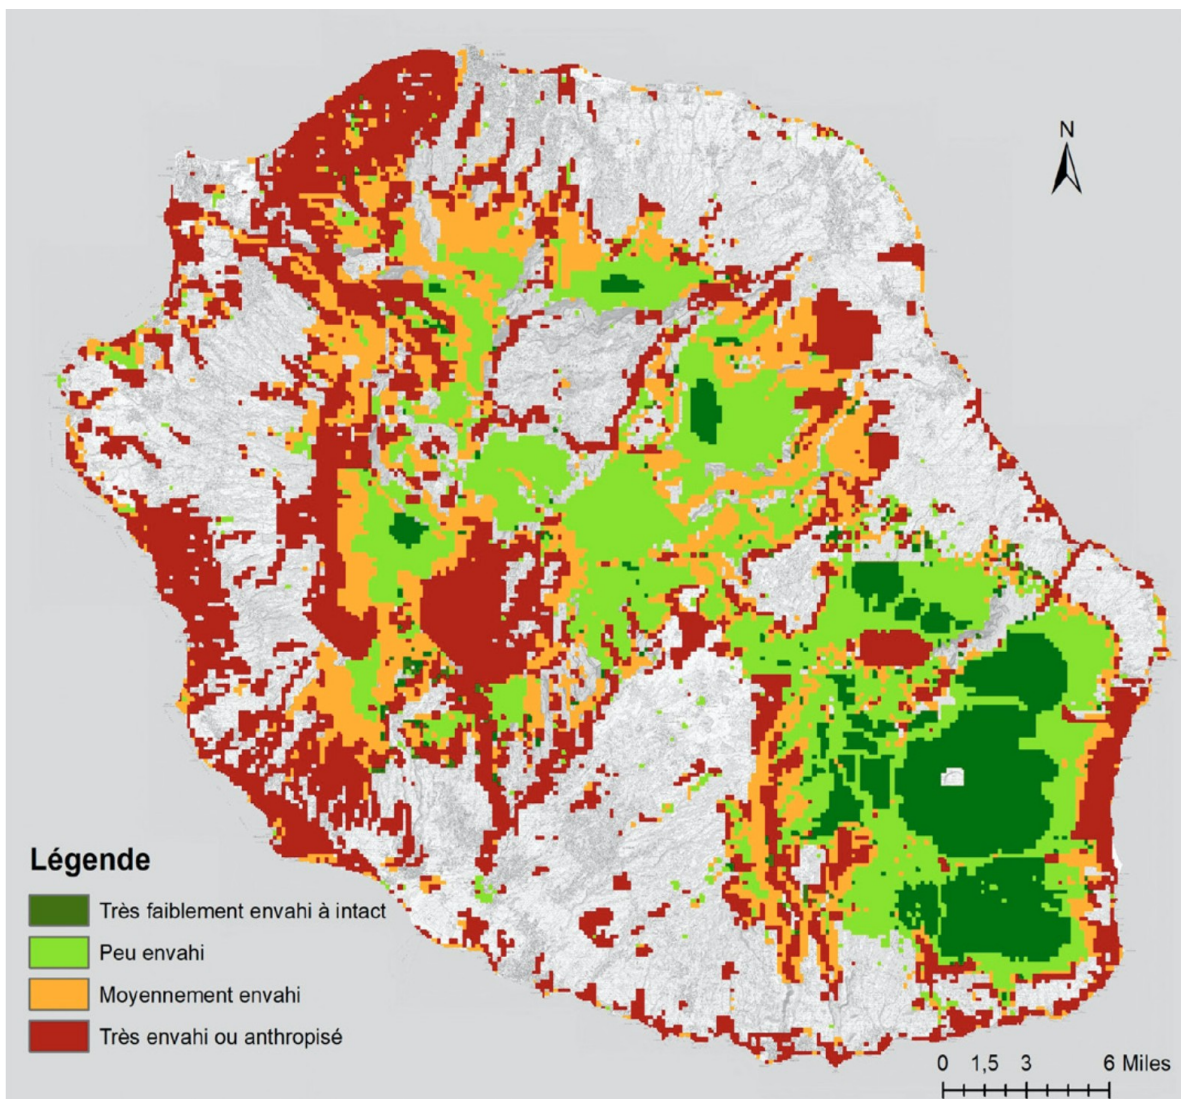 N
Légende
Très faiblement envahi à intact
Peu envahi
Moyennement envahi
Très envahi ou anthropisé
0 1,5 3 6 Miles